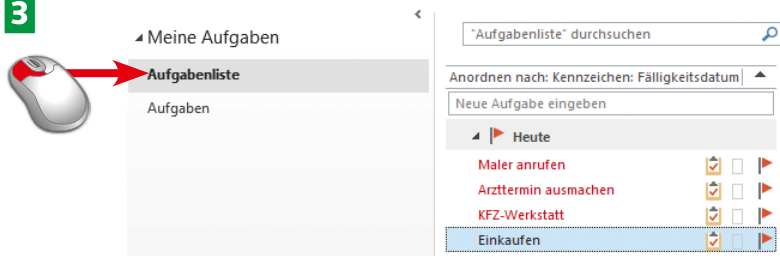 3
Meine Aufgaben
Aufgabenliste
Aufgaben
"Aufgabenliste" durchsuchen
Anordnen nach: Kennzeichen: Fälligkeitsdatum
Neue Aufgabe eingeben
Heute
Maler anrufen
Arzttermin ausmachen
KFZ-Werkstatt
Einkaufen